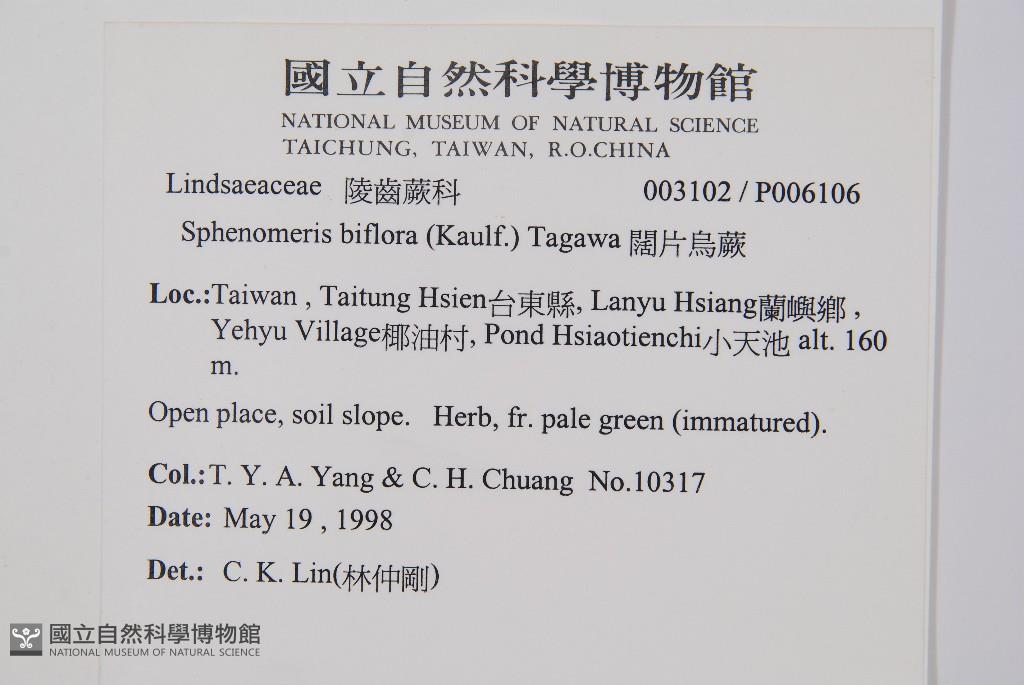 國立自然科學博物館
NATIONAL MUSEUM OF NATURAL SCIENCE
TAICHUNG, TAIWAN, R.O.CHINA
Lindsaeaceae 陵齒蕨科 003102 / P006106
Sphenomeris biflora (Kaulf.) Tagawa 闊片烏蕨
Loc.:Taiwan , Taitung Hsien台東縣, Lanyu Hsiang蘭嶼鄉 ,
Yehyu Village椰油村, Pond Hsiaotienchi小天池 alt. 160
m.
Open place, soil slope. Herb, fr. pale green (immatured).
Col.:T. Y. A. Yang & C. H. Chuang No.10317
Date: May 19 , 1998
Det.: C. K. Lin(林仲剛)
國立自然科學博物館
NATIONAL MUSEUM OF NATURAL SCIENCE